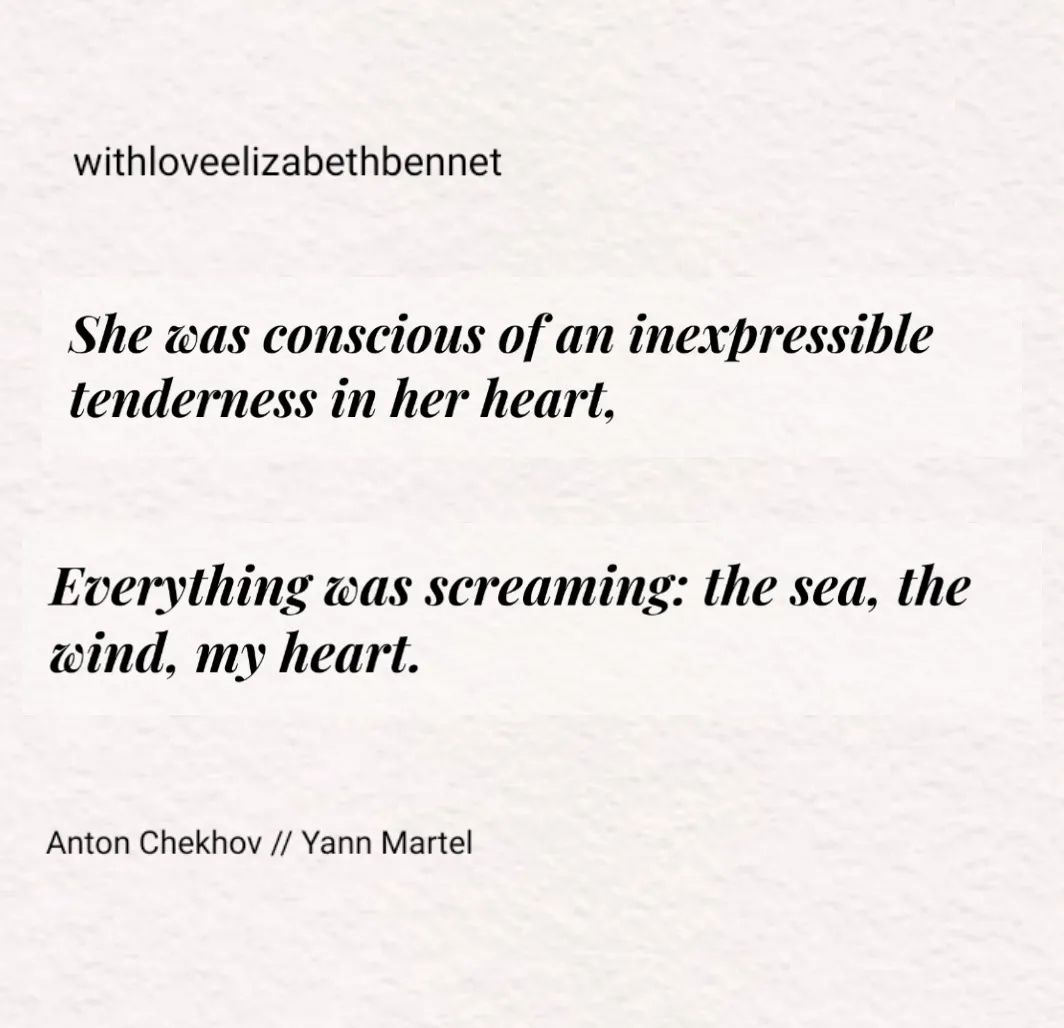 withloveelizabethbennet
She was conscious of an inexpressible
tenderness in her heart,
Everything was screaming: the sea, the
wind, my heart.
Anton Chekhov // Yann Martel